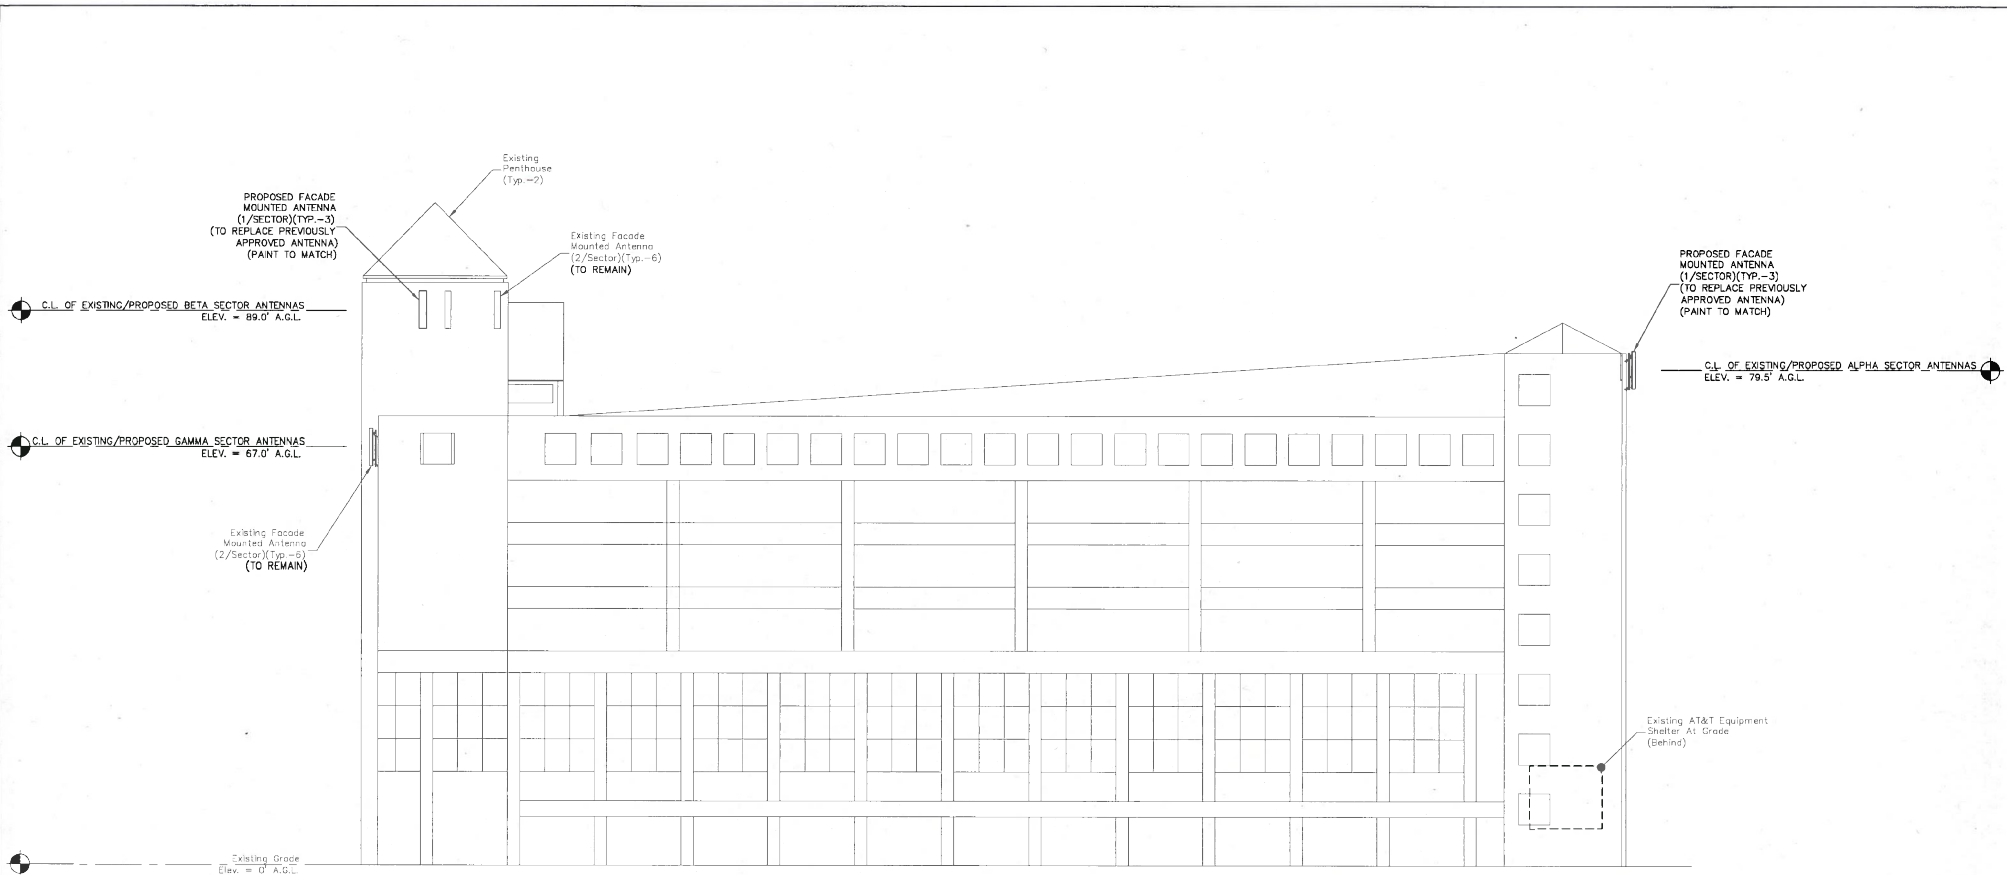 Existing
Penthouse
(Typ.-2)
PROPOSED FACADE
MOUNTED ANTENNA
(1/SECTOR)(TYP.-3)
(TO REPLACE PREVIOUSLY
APPROVED ANTENNA)
(PAINT TO MATCH)
Existing Facade
Mounted Antenna
(2/Sector)(Typ.-6)
(TO REMAIN)
PROPOSED FACADE
MOUNTED ANTENNA
(1/SECTOR)(TYP.-3)
(TO REPLACE PREVIOUSLY
APPROVED ANTENNA)
(PAINT TO MATCH)
C.L. OF EXISTING/PROPOSED BETA SECTOR ANTENNAS
ELEV. = 89.0' A.G.L.
C.L. OF EXISTING/PROPOSED ALPHA SECTOR ANTENNAS
ELEV. = 79.5' A.G.L.
C.L. OF EXISTING/PROPOSED GAMMA SECTOR ANTENNAS
ELEV. = 67.0' A.G.L.
Existing Facade
Mounted Antenna
(2/Sector)(Typ.-6)
(TO REMAIN)
Existing AT&T Equipment
Shelter At Grade
(Behind)
Existing Grade
Elev. = 0' A.G.L.